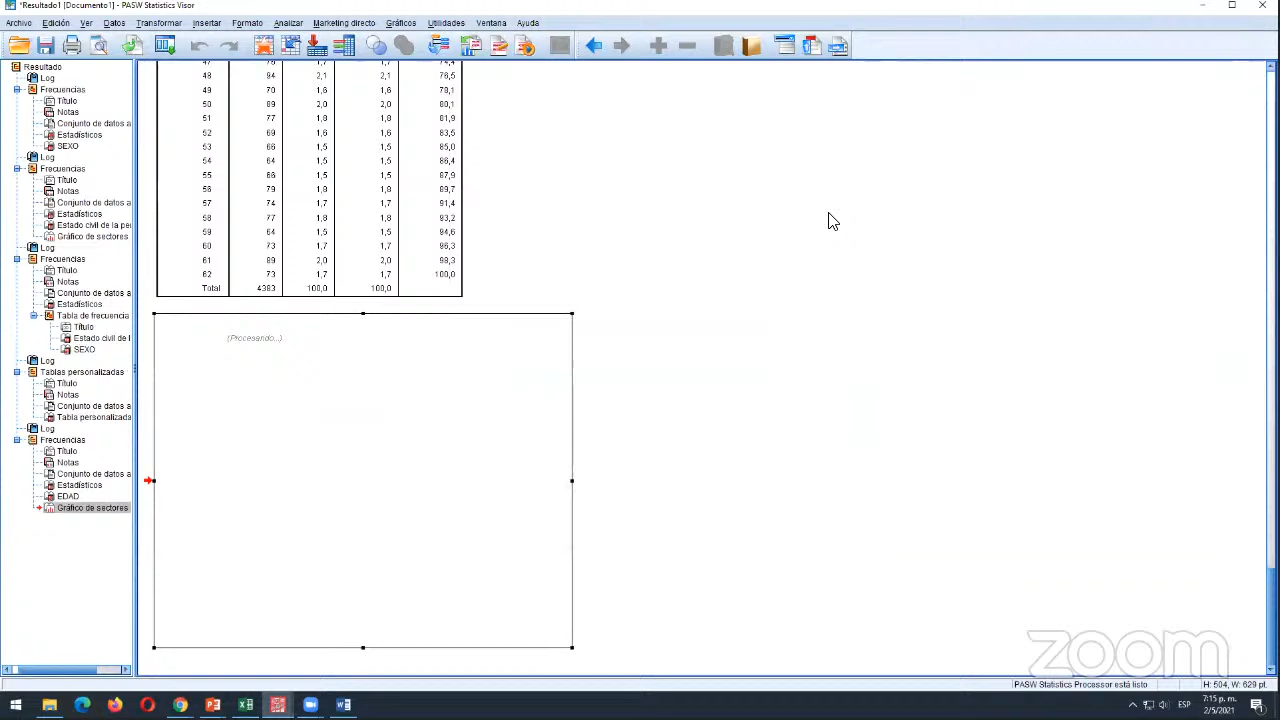 *Resultado1 [Documento1] - PASW Statistics Visor
Archivo Edición Ver Datos Transformar Insertar Formato Analizar Marketing directo Gráficos Utilidades Ventana Ayuda
Resultado
Log
Frecuencias
Título
Notas
Conjunto de datos a
Estadísticos
SEXO
Log
Frecuencias
Título
Notas
Conjunto de datos a
Estadísticos
Estado civil de la pe
Gráfico de sectores
Log
Frecuencias
Título
Notas
Conjunto de datos a
Estadísticos
Tabla de frecuencia
Título
Estado civil de l
SEXO
Log
Tablas personalizadas
Título
Notas
Conjunto de datos a
Tabla personalizada
Log
Frecuencias
Título
Notas
Conjunto de datos a
Estadísticos
EDAD
Gráfico de sectores
47 78 1,7 1,7 74,4
48 94 2,1 2,1 76,5
49 70 1,6 1,6 78,1
50 89 2,0 2,0 80,1
51 77 1,8 1,8 81,9
52 69 1,6 1,6 83,5
53 66 1,5 1,5 85,0
54 64 1,5 1,5 86,4
55 66 1,5 1,5 87,9
56 79 1,8 1,8 89,7
57 74 1,7 1,7 91,4
58 77 1,8 1,8 93,2
59 64 1,5 1,5 94,6
60 73 1,7 1,7 96,3
61 89 2,0 2,0 98,3
62 73 1,7 1,7 100,0
Total 4383 100,0 100,0
(Procesando...)
zoom
PASW Statistics Processor está listo H: 504, W: 629 pt.
ESP
7:15 p. m.
2/5/2021